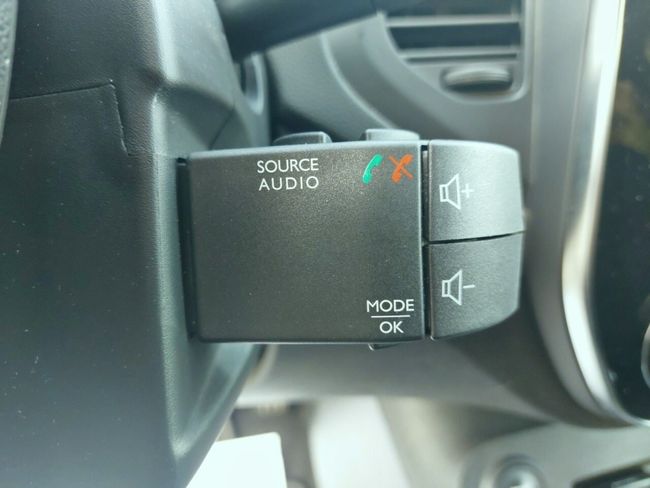 SOURCE
AUDIO
+
-
MODE
OK